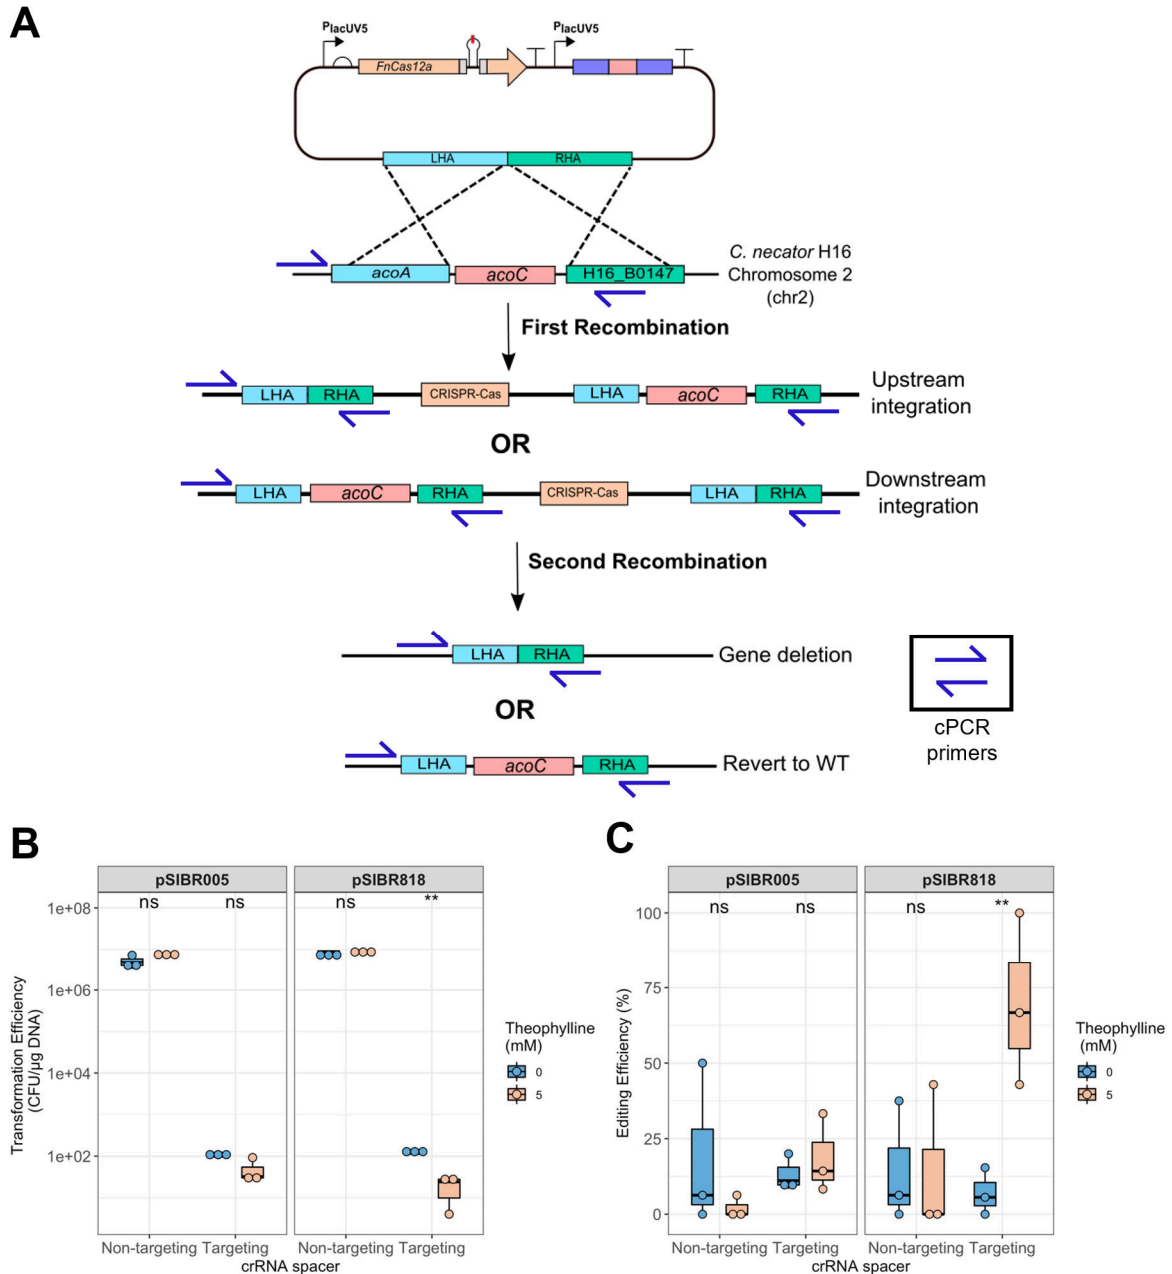 A
PlacUV5
PlacUV5
FnCas12a
LHA
RHA
acoA
acoC
H16_B0147
C. necator H16
Chromosome 2
(chr2)
First Recombination
LHA
RHA
CRISPR-Cas
LHA
acoC
RHA
Upstream
integration
OR
LHA
acoC
RHA
CRISPR-Cas
LHA
RHA
Downstream
integration
Second Recombination
LHA
RHA
Gene deletion
OR
LHA
acoC
RHA
Revert to WT
cPCR
primers
B
pSIBR005
pSIBR818
ns
ns
ns
**
1e+08
1e+06
1e+04
1e+02
Transformation Efficiency
(CFU/µg DNA)
Non-targeting
Targeting
Non-targeting
Targeting
crRNA spacer
Theophylline
(mM)
0
5
C
pSIBR005
pSIBR818
ns
ns
ns
**
100
75
50
25
0
Editing Efficiency (%)
Non-targeting
Targeting
Non-targeting
Targeting
crRNA spacer
Theophylline
(mM)
0
5